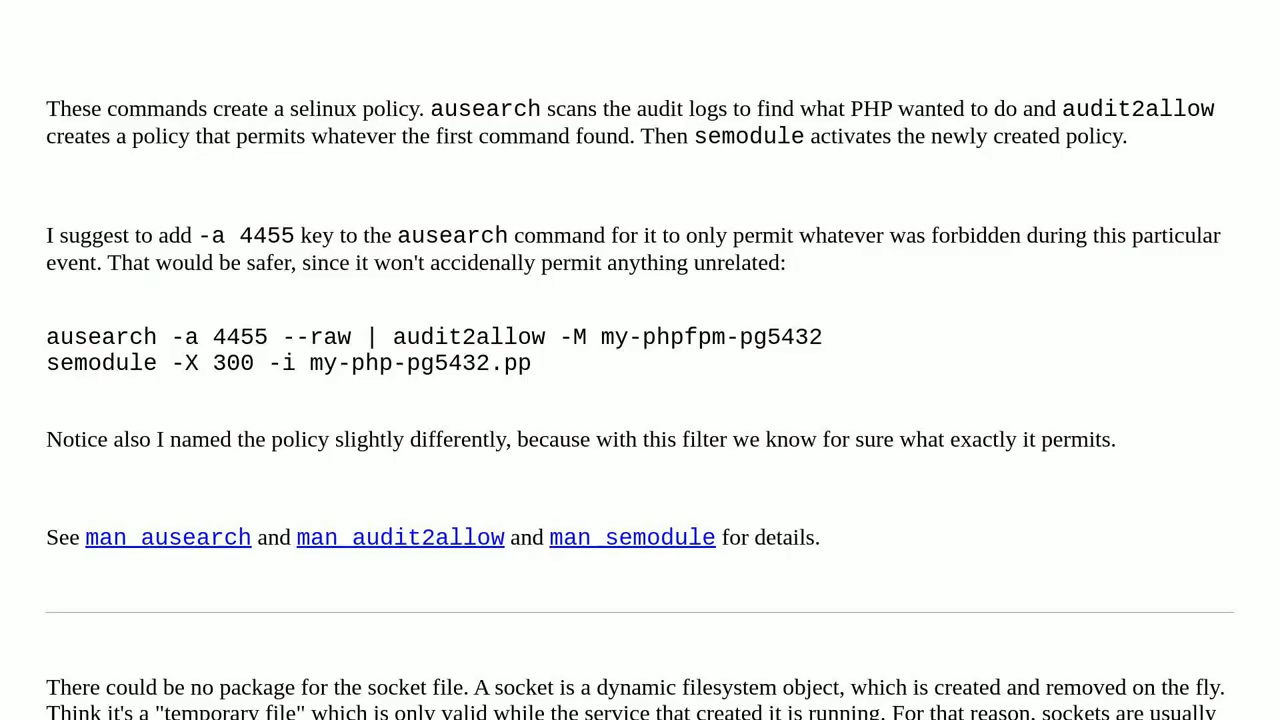 These commands create a selinux policy. ausearch scans the audit logs to find what PHP wanted to do and audit2allow
creates a policy that permits whatever the first command found. Then semodule activates the newly created policy.
I suggest to add -a 4455 key to the ausearch command for it to only permit whatever was forbidden during this particular
event. That would be safer, since it won't accidenally permit anything unrelated:
ausearch -a 4455 --raw | audit2allow -M my-phpfpm-pg5432
semodule -X 300 -i my-php-pg5432.pp
Notice also I named the policy slightly differently, because with this filter we know for sure what exactly it permits.
See man ausearch and man audit2allow and man semodule for details.
There could be no package for the socket file. A socket is a dynamic filesystem object, which is created and removed on the fly.
Think it's a "temporary file" which is only valid while the service that created it is running. For that reason, sockets are usually